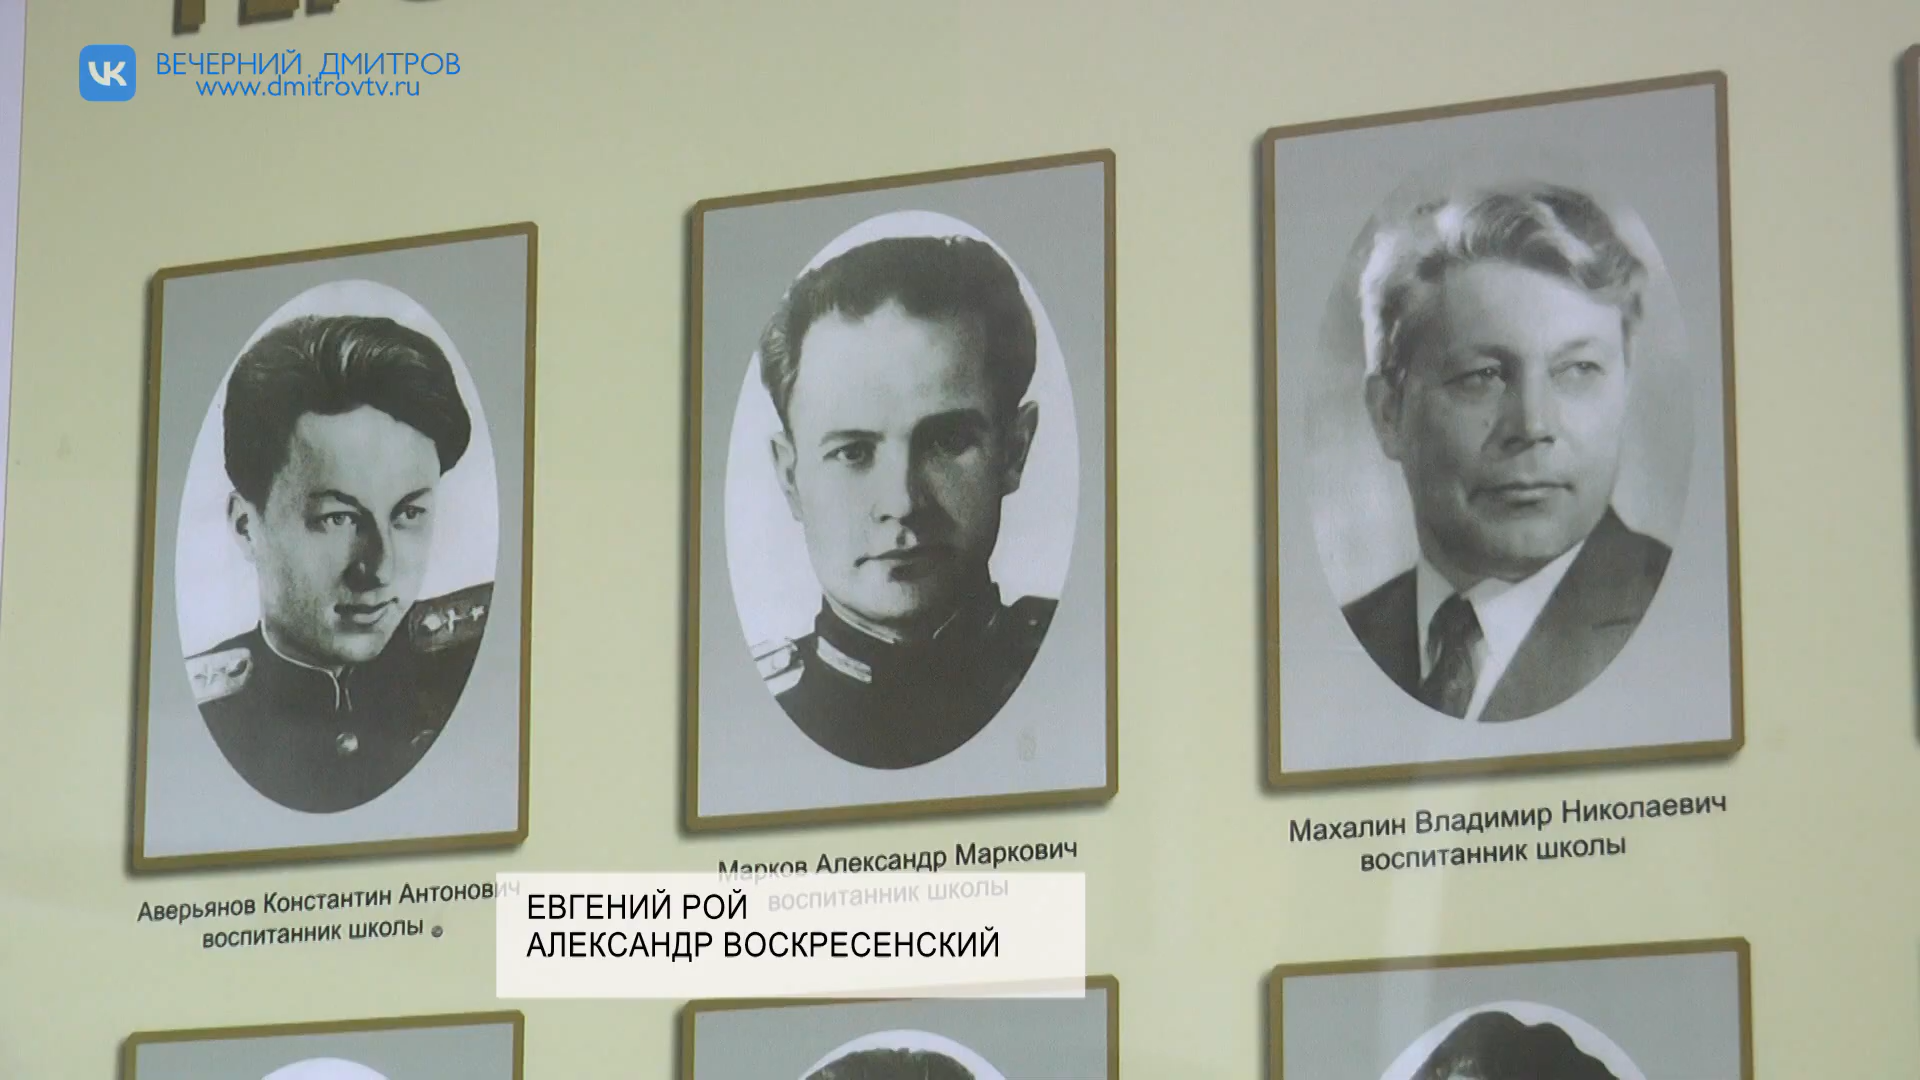 ВЕЧЕРНИЙ ДМИТРОВ
www.dmitrovtv.ru
Аверьянов Константин Антонович
воспитанник школы
Марков Александр Маркович
воспитанник школы
Махалин Владимир Николаевич
воспитанник школы
ЕВГЕНИЙ РОЙ
АЛЕКСАНДР ВОСКРЕСЕНСКИЙ